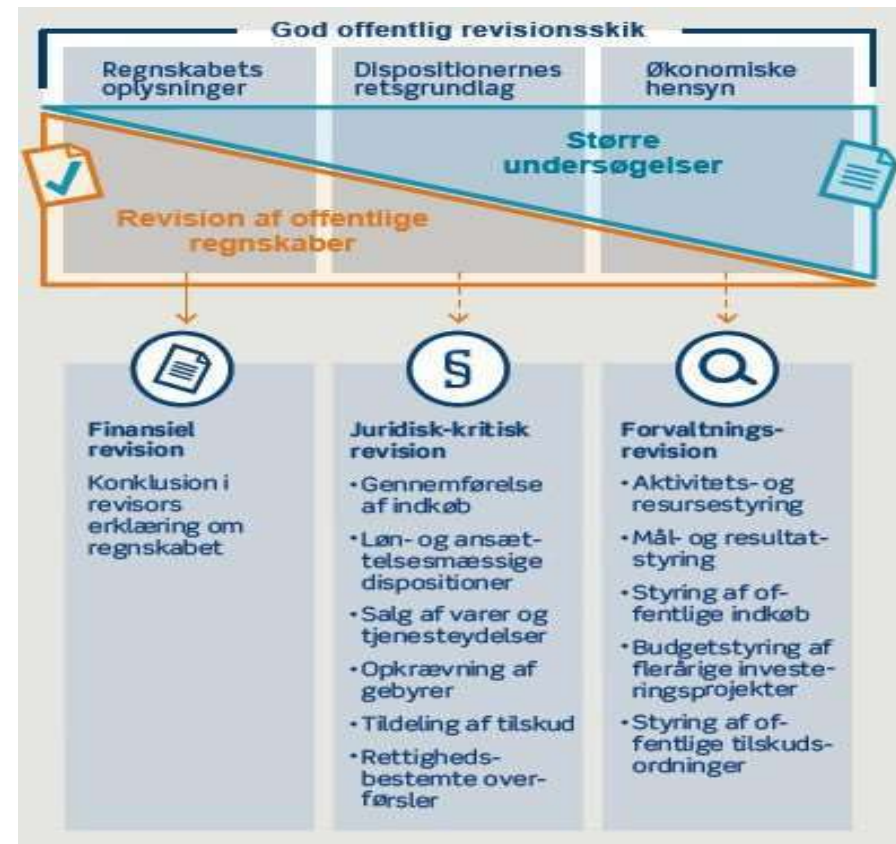 God offentlig revisionsskik
Regnskabets
oplysninger
Dispositionernes
retsgrundlag
Økonomiske
hensyn
Større
undersøgelser
Revision af offentlige
regnskaber
Finansiel
revision
Konklusion i
revisors
erklæring om
regnskabet
§
Juridisk-kritisk
revision
• Gennemførelse
af indkøb
• Løn- og ansæt-
telsesmæssige
dispositioner
• Salg af varer og
tjenesteydelser
• Opkrævning af
gebyrer
• Tildeling af tilskud
• Rettigheds-
bestemte over-
førsler
Forvaltnings-
revision
• Aktivitets- og
resursestyring
• Mål- og resultat-
styring
• Styring af of-
fentlige indkøb
• Budgetstyring af
flerårige investe-
ringsprojekter
• Styring af of-
fentlige tilskuds-
ordninger